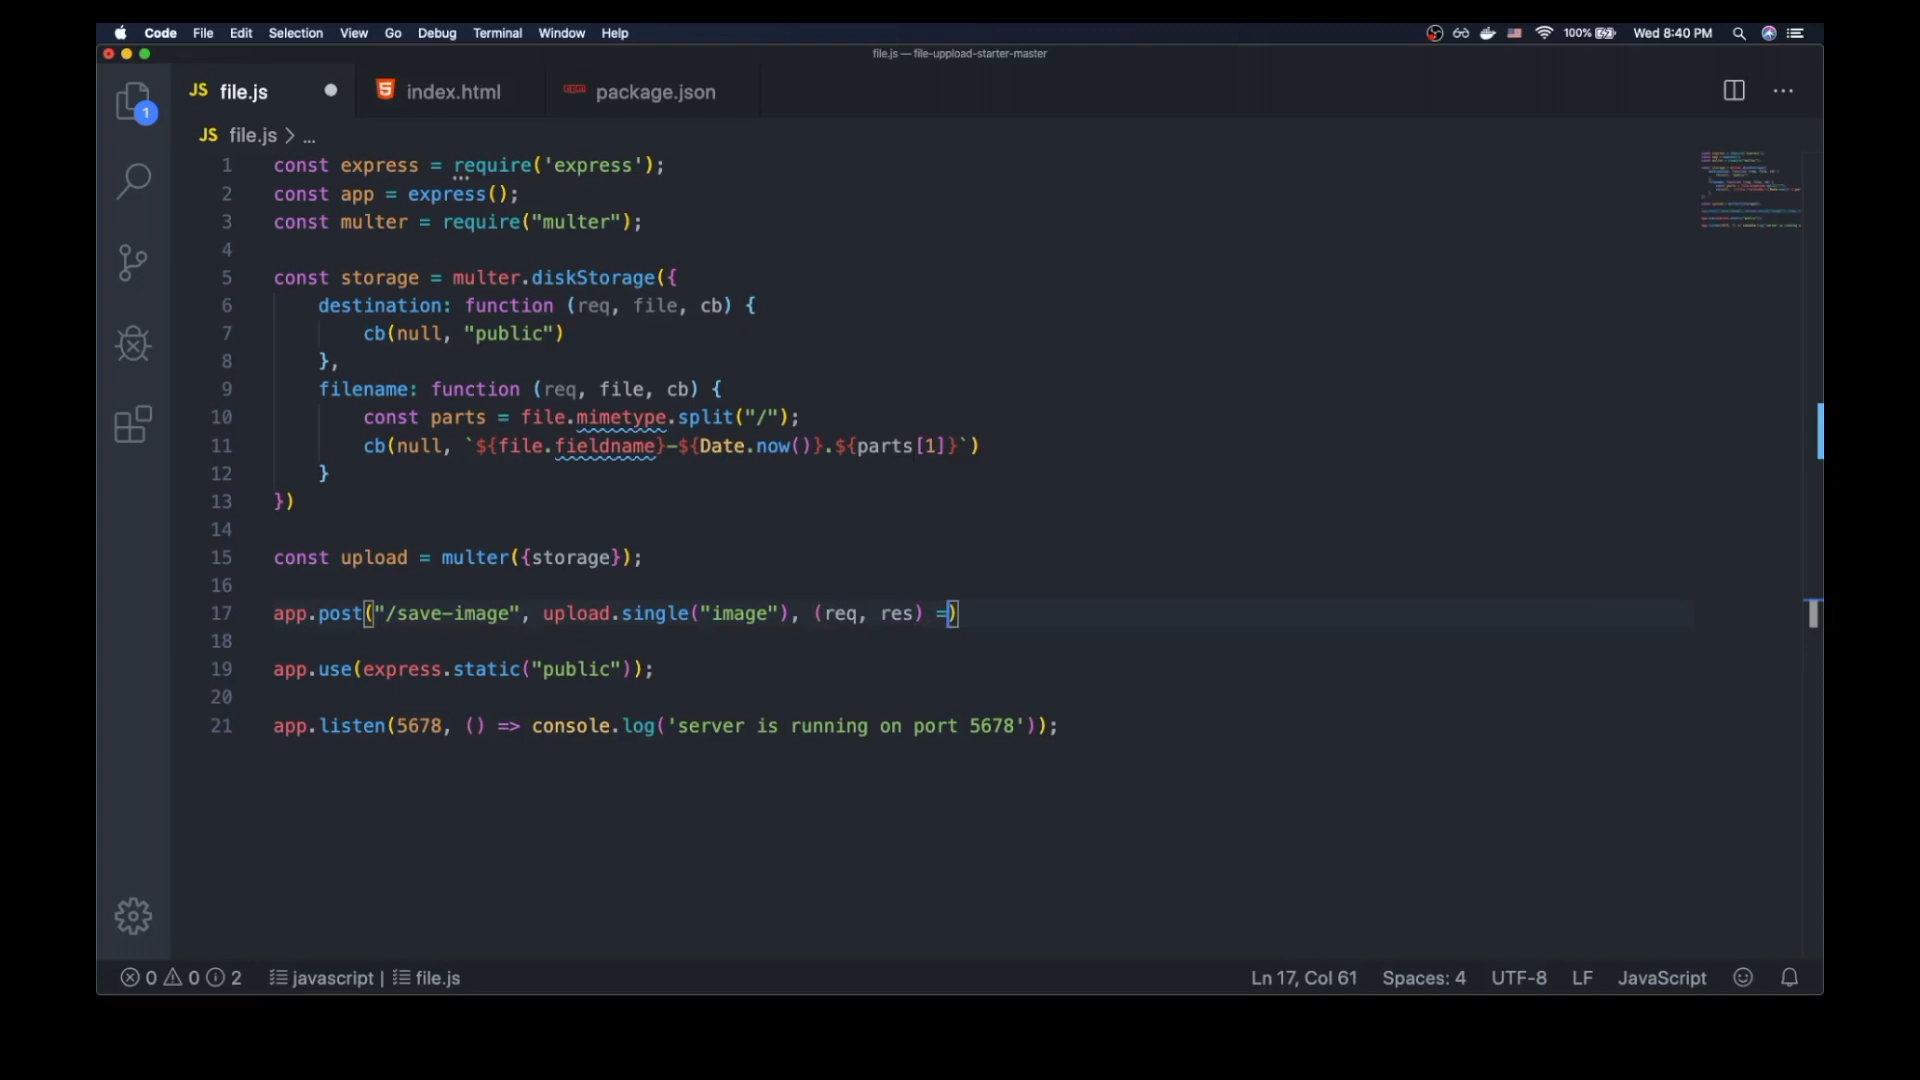 Code File Edit Selection View Go Debug Terminal Window Help 100% Wed 8:40 PM
file.js — file-uppload-starter-master
JS file.js index.html package.json
1
JS file.js > ...
1 const express = require('express');
2 const app = express();
3 const multer = require("multer");
4
5 const storage = multer.diskStorage({
6 destination: function (req, file, cb) {
7 cb(null, "public")
8 },
9 filename: function (req, file, cb) {
10 const parts = file.mimetype.split("/");
11 cb(null, `${file.fieldname}-${Date.now()}.${parts[1]}`)
12 }
13 })
14
15 const upload = multer({storage});
16
17 app.post("/save-image", upload.single("image"), (req, res) =)
18
19 app.use(express.static("public"));
20
21 app.listen(5678, () => console.log('server is running on port 5678'));
0 0 2 javascript | file.js Ln 17, Col 61 Spaces: 4 UTF-8 LF JavaScript